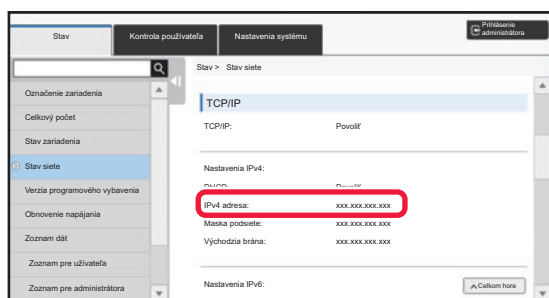 Stav
Kontrola používateľa
Nastavenia systému
Prihlásenie
administrátora
Stav > Stav siete
Označenie zariadenia
Celkový počet
Stav zariadenia
Stav siete
Verzia programového vybavenia
Obnovenie napájania
Zoznam dát
Zoznam pre užívateľa
Zoznam pre administrátora
TCP/IP
TCP/IP: Povoliť
Nastavenia IPv4:
DHCP: Povoliť
IPv4 adresa: xxx.xxx.xxx.xxx
Maska podsiete: xxx.xxx.xxx.xxx
Východzia brána: xxx.xxx.xxx.xxx
Nastavenia IPv6:
Celkom hore